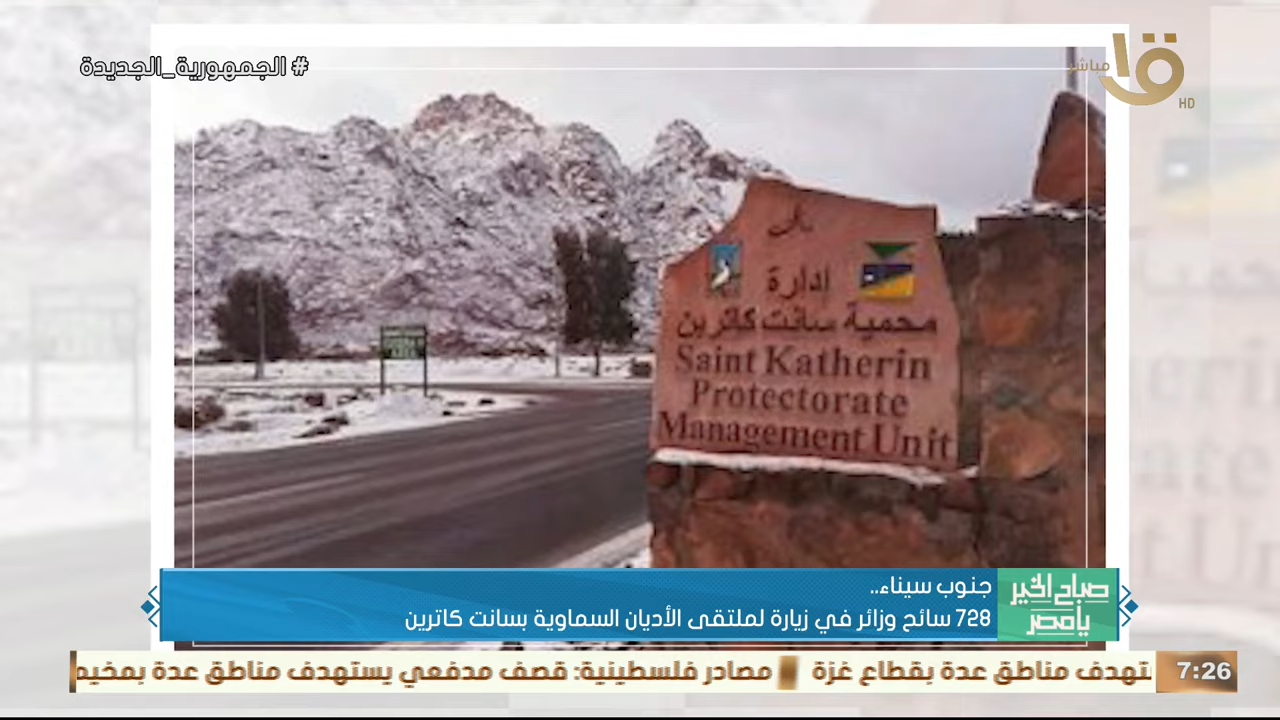 # الجمهورية_الجديدة
مباشر
HD
إدارة
محمية سانت كاترين
Saint Katherin
Protectorate
Management Unit
صباح الخير
يا مصر
جنوب سيناء..
728 سائح وزائر في زيارة لملتقى الأديان السماوية بسانت كاترين
7:26
تهدف مناطق عدة بقطاع غزة
مصادر فلسطينية: قصف مدفعي يستهدف مناطق عدة بمخيم